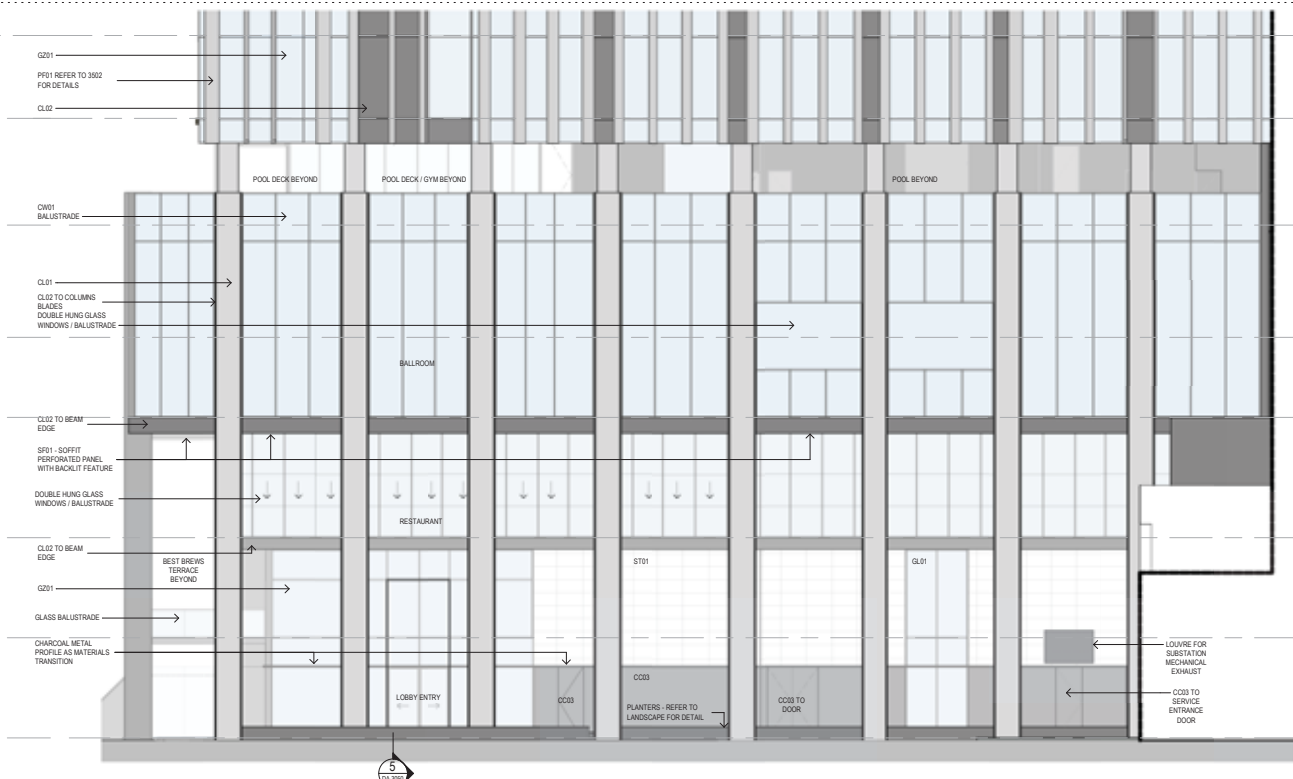 GZ01
PF01 REFER TO 3502
FOR DETAILS
CL02
POOL DECK BEYOND
POOL DECK / GYM BEYOND
POOL BEYOND
CW01
BALUSTRADE
CL01
CL02 TO COLUMNS
BLADES
DOUBLE HUNG GLASS
WINDOWS / BALUSTRADE
BALLROOM
CL02 TO BEAM
EDGE
SF01 - SOFFIT
PERFORATED PANEL
WITH BACKLIT FEATURE
DOUBLE HUNG GLASS
WINDOWS / BALUSTRADE
RESTAURANT
CL02 TO BEAM
EDGE
BEST BREWS
TERRACE
BEYOND
ST01
GL01
GZ01
GLASS BALUSTRADE
CHARCOAL METAL
PROFILE AS MATERIALS
TRANSITION
LOUVRE FOR
SUBSTATION
MECHANICAL
EXHAUST
LOBBY ENTRY
CC03
CC03
PLANTERS - REFER TO
LANDSCAPE FOR DETAIL
CC03 TO
DOOR
CC03 TO
SERVICE
ENTRANCE
DOOR
5